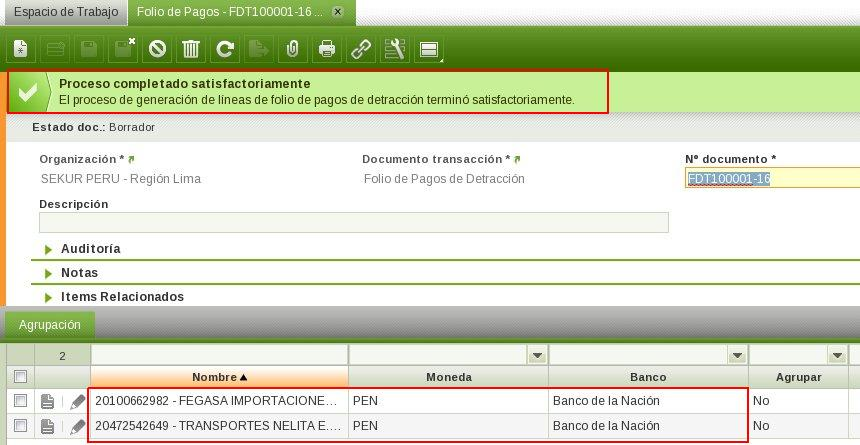 Espacio de Trabajo
Folio de Pagos - FDT100001-16 ...
Proceso completado satisfactoriamente
El proceso de generación de líneas de folio de pagos de detracción terminó satisfactoriamente.
Estado doc.: Borrador
Organización *
Documento transacción *
Nº documento *
SEKUR PERU - Región Lima
Folio de Pagos de Detracción
FDT100001-16
Descripción
Auditoría
Notas
Items Relacionados
Agrupación
2
Nombre
Moneda
Banco
Agrupar
20100662982 - FEGASA IMPORTACIONE...
PEN
Banco de la Nación
No
20472542649 - TRANSPORTES NELITA E....
PEN
Banco de la Nación
No